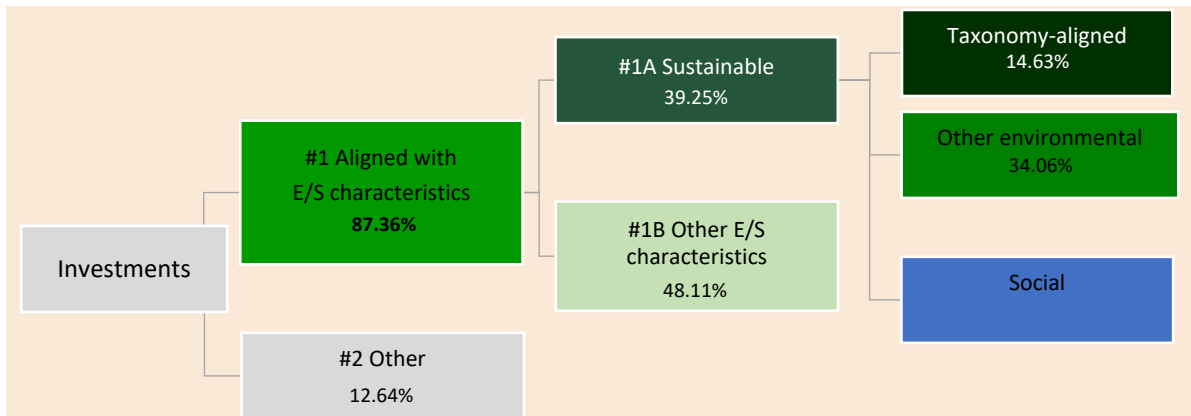 Investments
#1 Aligned with
E/S characteristics
87.36%
#2 Other
12.64%
#1A Sustainable
39.25%
#1B Other E/S
characteristics
48.11%
Taxonomy-aligned
14.63%
Other environmental
34.06%
Social